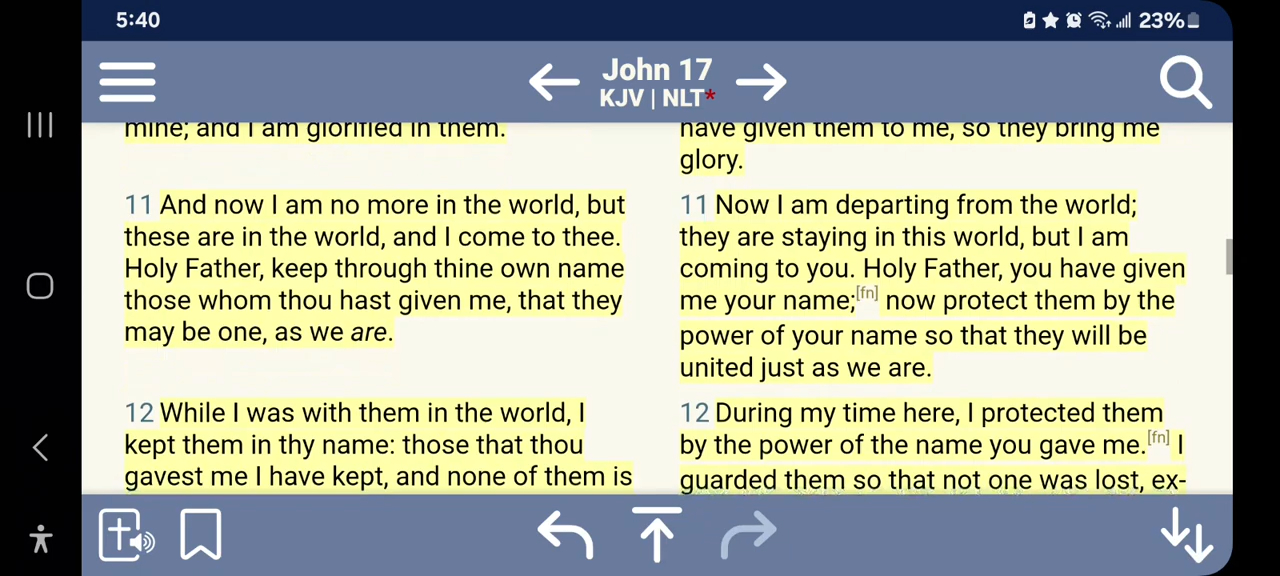 5:40
23%
John 17
KJV | NLT*
mine; and I am glorified in them.
11 And now I am no more in the world, but
these are in the world, and I come to thee.
Holy Father, keep through thine own name
those whom thou hast given me, that they
may be one, as we are.
12 While I was with them in the world, I
kept them in thy name: those that thou
gavest me I have kept, and none of them is
have given them to me, so they bring me
glory.
11 Now I am departing from the world;
they are staying in this world, but I am
coming to you. Holy Father, you have given
me your name;[fn] now protect them by the
power of your name so that they will be
united just as we are.
12 During my time here, I protected them
by the power of the name you gave me.[fn] I
guarded them so that not one was lost, ex-